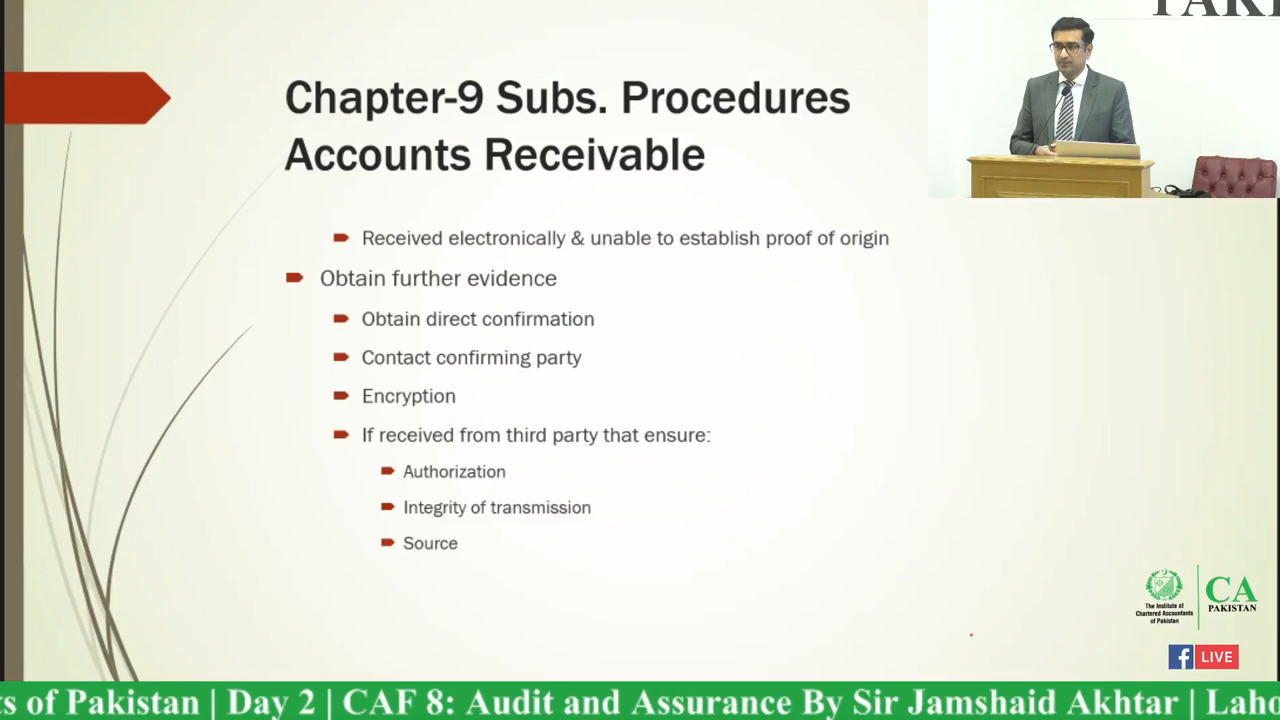 Chapter-9 Subs. Procedures
Accounts Receivable
Received electronically & unable to establish proof of origin
Obtain further evidence
Obtain direct confirmation
Contact confirming party
Encryption
If received from third party that ensure:
Authorization
Integrity of transmission
Source
The Institute of
Chartered Accountants
of Pakistan
CA
PAKISTAN
f LIVE
ts of Pakistan | Day 2 | CAF 8: Audit and Assurance By Sir Jamshaid Akhtar | Laho